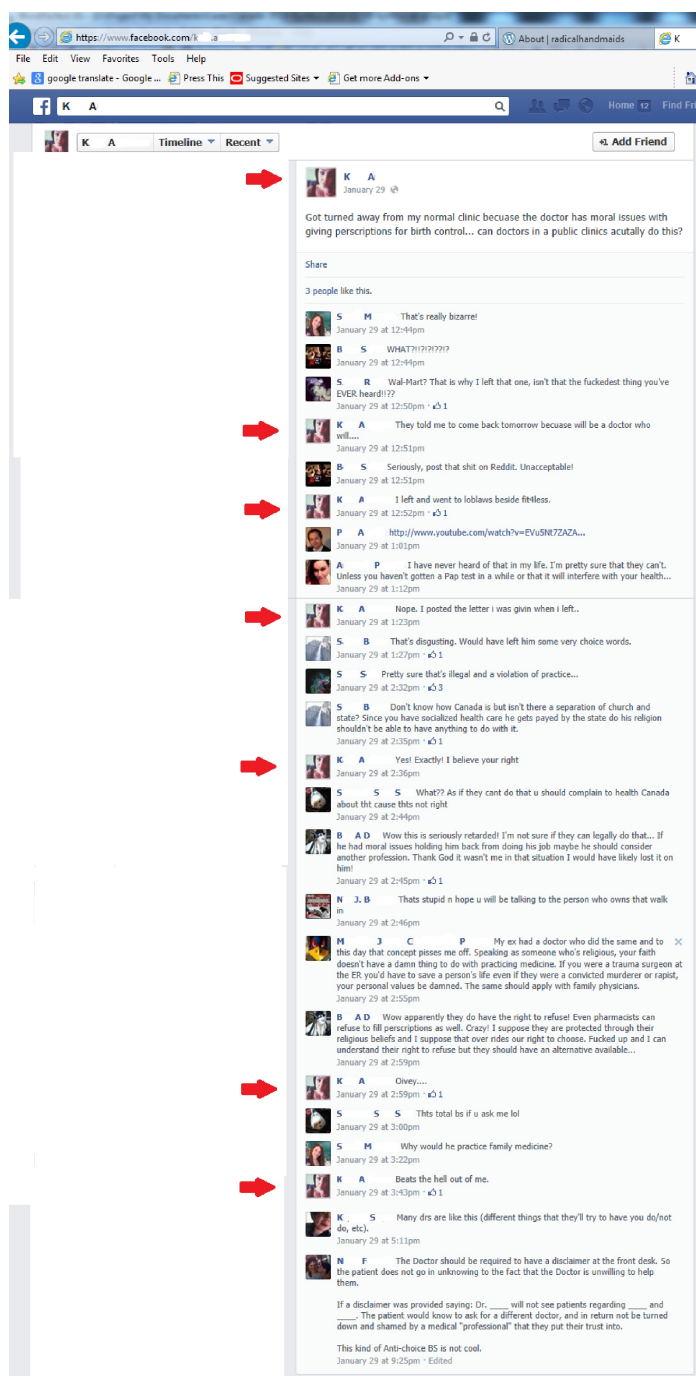 https://www.facebook.com/k .a
About | radicalhandmaids
K
File Edit View Favorites Tools Help
google translate - Google ... Press This Suggested Sites Get more Add-ons
K A
Home 12 Find Fri
K A Timeline Recent
Add Friend
K A
January 29
Got turned away from my normal clinic becuase the doctor has moral issues with
giving perscriptions for birth control... can doctors in a public clinics acutally do this?
Share
3 people like this.
S M That's really bizarre!
January 29 at 12:44pm
B S WHAT?!!?!?!??!?
January 29 at 12:44pm
S R Wal-Mart? That is why I left that one, isn't that the fuckedest thing you've
EVER heard!!??
January 29 at 12:50pm · 1
K A They told me to come back tomorrow becuase will be a doctor who
will....
January 29 at 12:51pm
B S Seriously, post that shit on Reddit. Unacceptable!
January 29 at 12:51pm
K A I left and went to loblaws beside fit4less.
January 29 at 12:52pm · 1
P A http://www.youtube.com/watch?v=EVu5Nt7ZAZA...
January 29 at 1:01pm
A P I have never heard of that in my life. I'm pretty sure that they can't.
Unless you haven't gotten a Pap test in a while or that it will interfere with your health...
January 29 at 1:12pm
K A Nope. I posted the letter i was givin when i left..
January 29 at 1:23pm
S B That's disgusting. Would have left him some very choice words.
January 29 at 1:27pm · 1
S S Pretty sure that's illegal and a violation of practice...
January 29 at 2:32pm · 3
S B Don't know how Canada is but isn't there a separation of church and
state? Since you have socialized health care he gets payed by the state do his religion
shouldn't be able to have anything to do with it.
January 29 at 2:35pm · 1
K A Yes! Exactly! I believe your right
January 29 at 2:36pm
S S S What?? As if they cant do that u should complain to health Canada
about tht cause thts not right
January 29 at 2:44pm
B A D Wow this is seriously retarded! I'm not sure if they can legally do that... If
he had moral issues holding him back from doing his job maybe he should consider
another profession. Thank God it wasn't me in that situation I would have likely lost it on
him!
January 29 at 2:45pm · 1
N J. B Thats stupid n hope u will be talking to the person who owns that walk
in
January 29 at 2:46pm
M J C P My ex had a doctor who did the same and to
this day that concept pisses me off. Speaking as someone who's religious, your faith
doesn't have a damn thing to do with practicing medicine. If you were a trauma surgeon at
the ER you'd have to save a person's life even if they were a convicted murderer or rapist,
your personal values be damned. The same should apply with family physicians.
January 29 at 2:55pm
B A D Wow apparently they do have the right to refuse! Even pharmacists can
refuse to fill perscriptions as well. Crazy! I suppose they are protected through their
religious beliefs and I suppose that over rides our right to choose. Fucked up and I can
understand their right to refuse but they should have an alternative available...
January 29 at 2:59pm
K A Oivey....
January 29 at 2:59pm · 1
S S S Thts total bs if u ask me lol
January 29 at 3:00pm
S M Why would he practice family medicine?
January 29 at 3:22pm
K A Beats the hell out of me.
January 29 at 3:43pm · 1
K S Many drs are like this (different things that they'll try to have you do/not
do, etc).
January 29 at 5:11pm
N F The Doctor should be required to have a disclaimer at the front desk. So
the patient does not go in unknowing to the fact that the Doctor is unwilling to help
them.
If a disclaimer was provided saying: Dr. ____ will not see patients regarding ____ and
____. The patient would know to ask for a different doctor, and in return not be turned
down and shamed by a medical "professional" that they put their trust into.
This kind of Anti-choice BS is not cool.
January 29 at 9:25pm · Edited